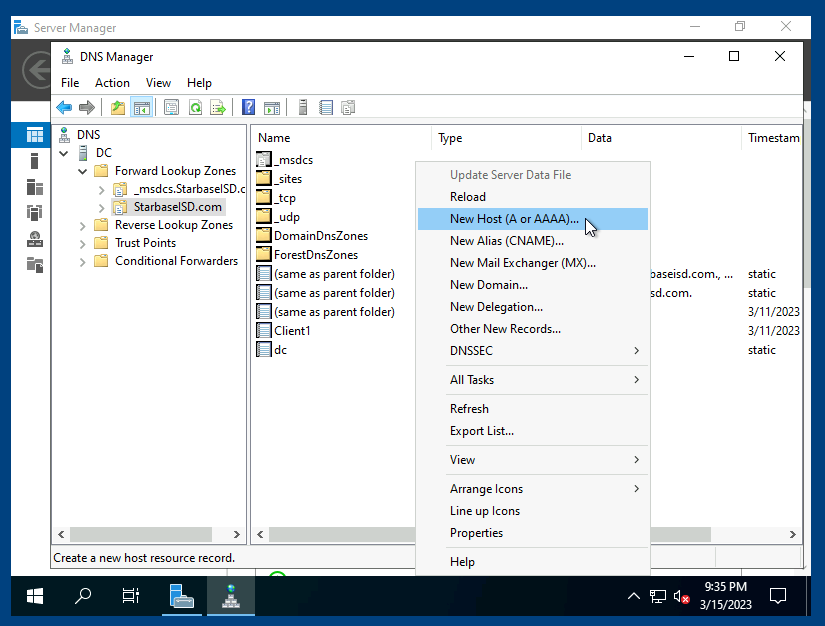 Server Manager
DNS Manager
File Action View Help
DNS
DC
Forward Lookup Zones
_msdcs.StarbaseISD.c
StarbaseISD.com
Reverse Lookup Zones
Trust Points
Conditional Forwarders
Name Type Data Timestam
_msdcs
_sites
_tcp
_udp
DomainDnsZones
ForestDnsZones
(same as parent folder) baseisd.com., ... static
(same as parent folder) sd.com. static
(same as parent folder) 3/11/2023
Client1 3/11/2023
dc static
Update Server Data File
Reload
New Host (A or AAAA)...
New Alias (CNAME)...
New Mail Exchanger (MX)...
New Domain...
New Delegation...
Other New Records...
DNSSEC
All Tasks
Refresh
Export List...
View
Arrange Icons
Line up Icons
Properties
Help
Create a new host resource record.
9:35 PM
3/15/2023